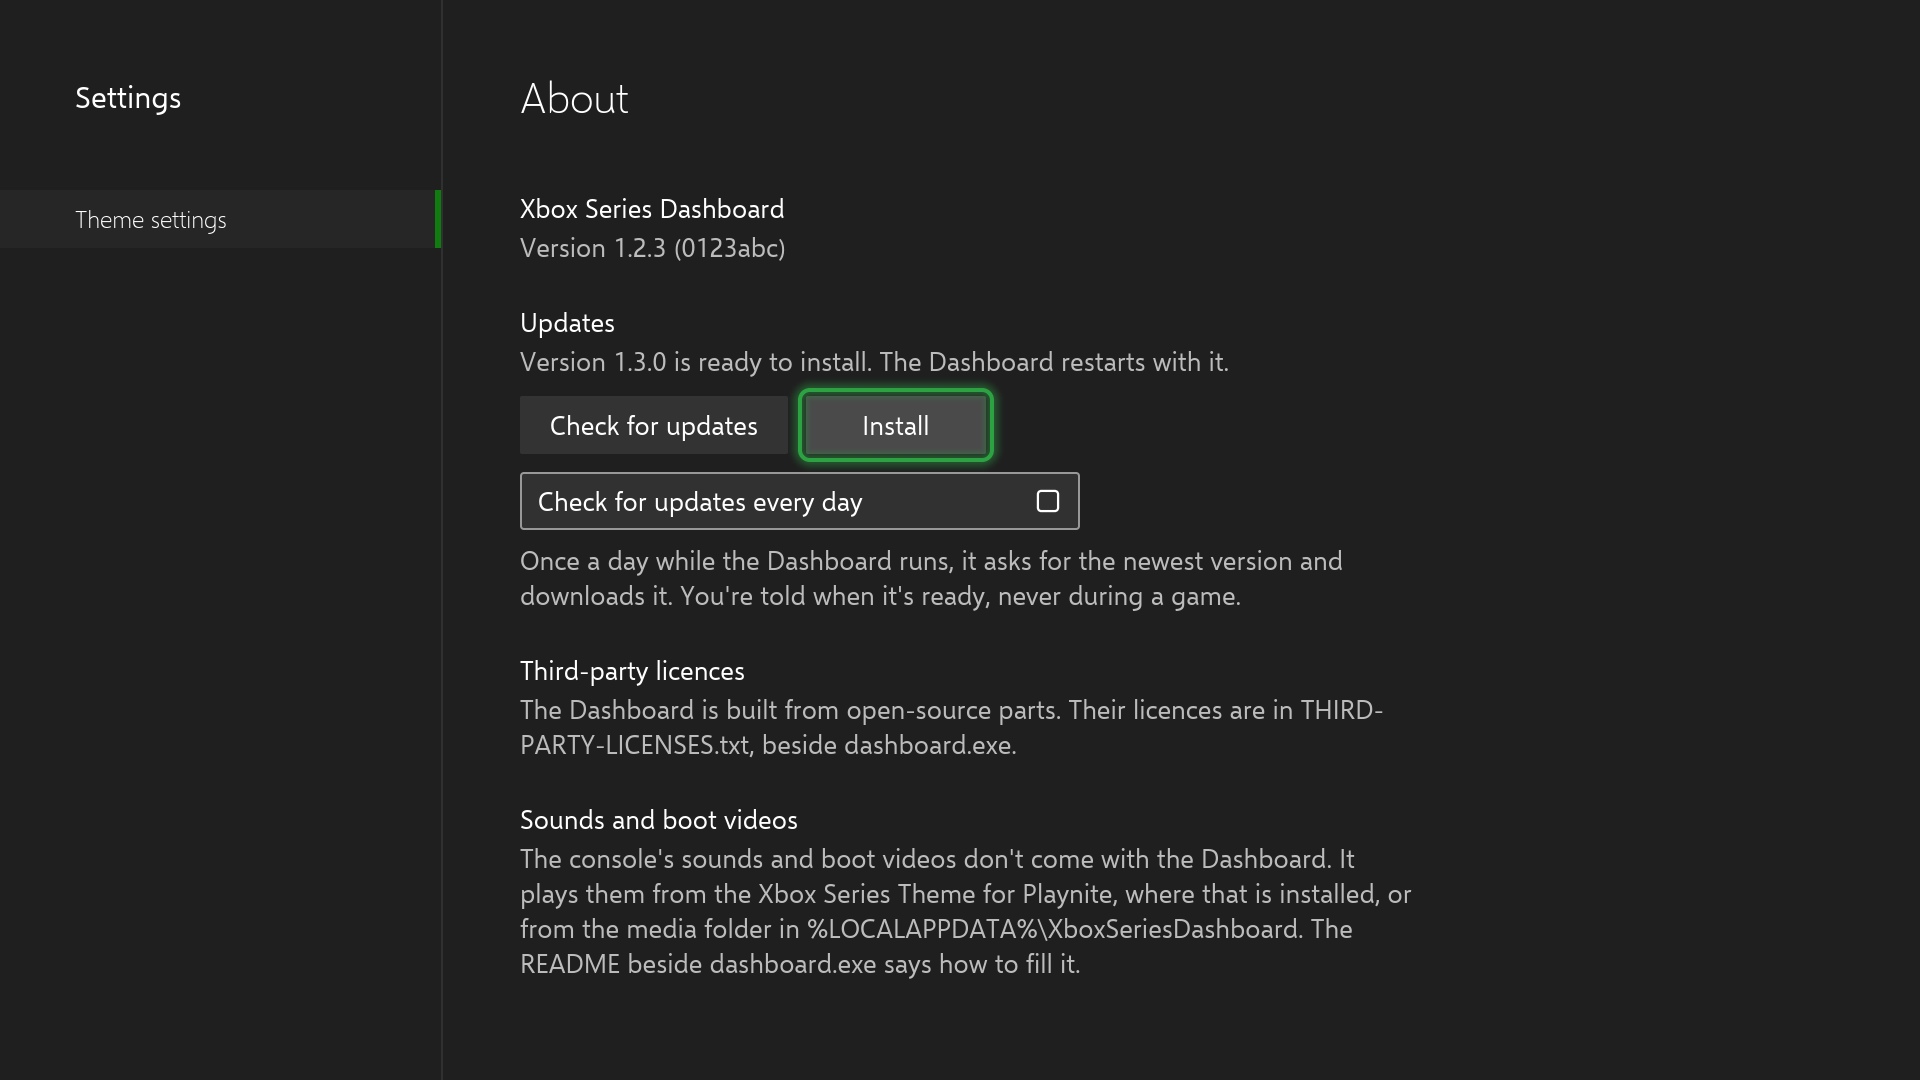 Settings
Theme settings
About
Xbox Series Dashboard
Version 1.2.3 (0123abc)
Updates
Version 1.3.0 is ready to install. The Dashboard restarts with it.
Check for updates
Install
Check for updates every day
Once a day while the Dashboard runs, it asks for the newest version and
downloads it. You're told when it's ready, never during a game.
Third-party licences
The Dashboard is built from open-source parts. Their licences are in THIRD-
PARTY-LICENSES.txt, beside dashboard.exe.
Sounds and boot videos
The console's sounds and boot videos don't come with the Dashboard. It
plays them from the Xbox Series Theme for Playnite, where that is installed, or
from the media folder in %LOCALAPPDATA%\XboxSeriesDashboard. The
README beside dashboard.exe says how to fill it.